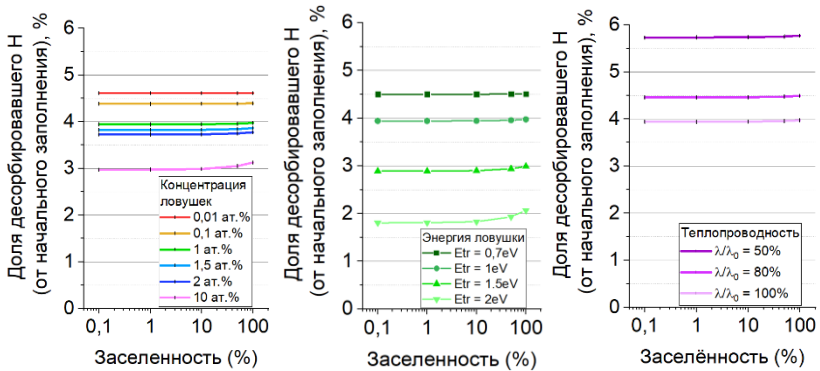 Доля десорбировавшего H
(от начального заполнения), %
6
5
4
3
2
1
0
Концентрация
ловушек
0,01 ат.%
0,1 ат.%
1 ат.%
1,5 ат.%
2 ат.%
10 ат.%
0,1
1
10
100
Заселенность (%)
Доля десорбировавшего H
(от начального заполнения), %
6
5
4
3
2
1
0
Энергия ловушки
Etr = 0,7eV
Etr = 1eV
Etr = 1.5eV
Etr = 2eV
0,1
1
10
100
Заселенность (%)
Доля десорбировавшего H
(от начального заполнения), %
6
5
4
3
2
1
0
Теплопроводность
λ/λ0 = 50%
λ/λ0 = 80%
λ/λ0 = 100%
0,1
1
10
100
Заселённость (%)